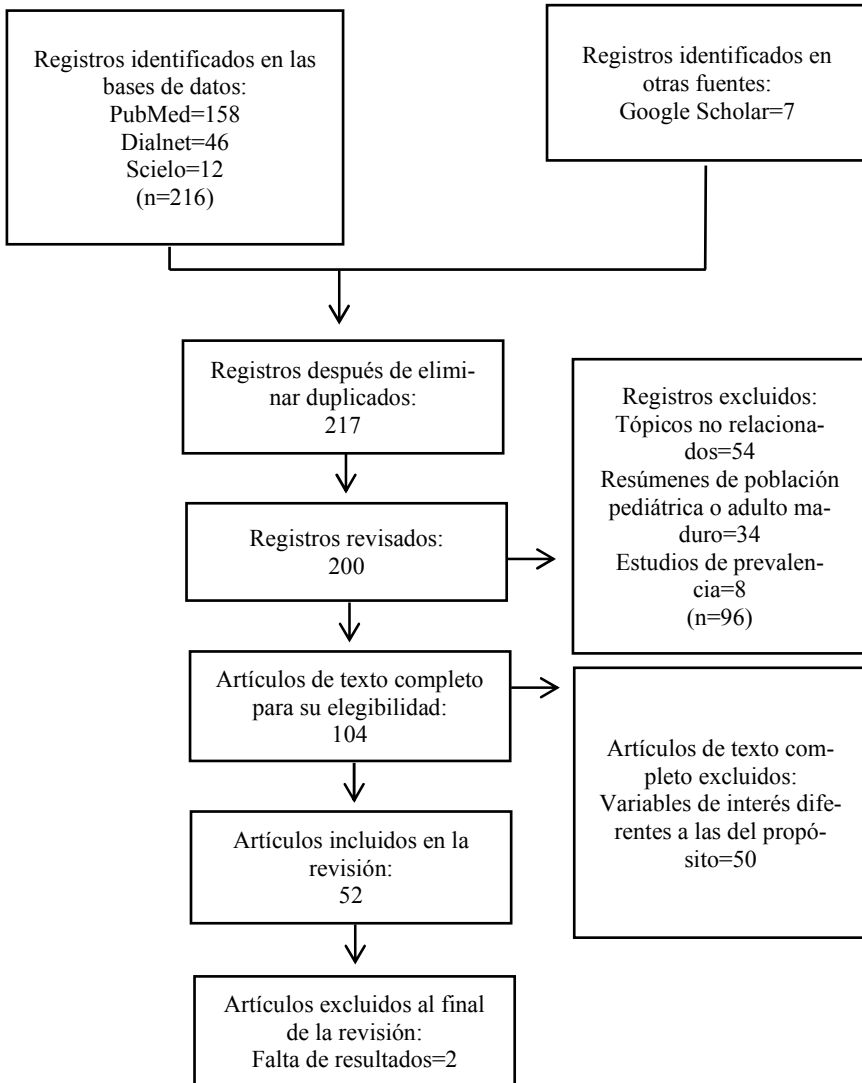 Registros identificados en las
bases de datos:
PubMed=158
Dialnet=46
Scielo=12
(n=216)
Registros identificados en
otras fuentes:
Google Scholar=7
Registros después de elimi-
nar duplicados:
217
Registros revisados:
200
Registros excluidos:
Tópicos no relaciona-
dos=54
Resúmenes de población
pediátrica o adulto ma-
duro=34
Estudios de prevalen-
cia=8
(n=96)
Artículos de texto completo
para su elegibilidad:
104
Artículos de texto com-
pleto excluidos:
Variables de interés dife-
rentes a las del propó-
sito=50
Artículos incluidos en la
revisión:
52
Artículos excluidos al final
de la revisión:
Falta de resultados=2